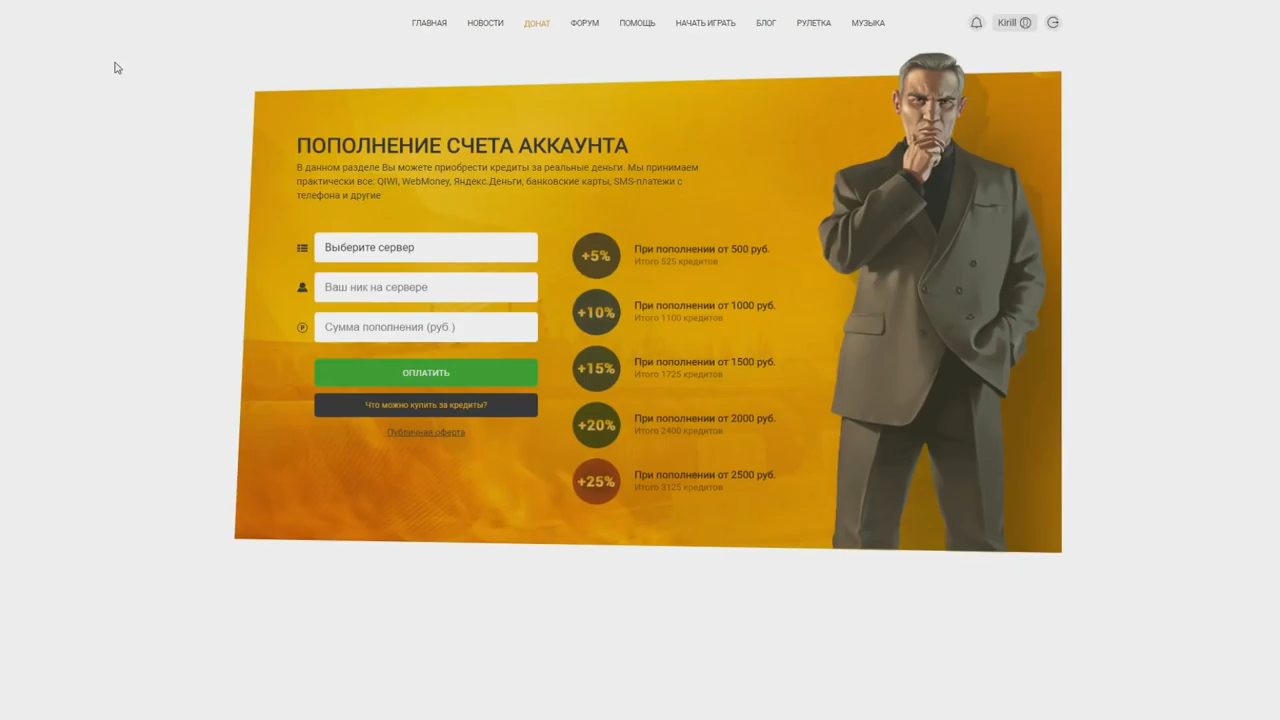 ГЛАВНАЯ НОВОСТИ ДОНАТ ФОРУМ ПОМОЩЬ НАЧАТЬ ИГРАТЬ БЛОГ РУЛЕТКА МУЗЫКА Kirill
ПОПОЛНЕНИЕ СЧЕТА АККАУНТА
В данном разделе Вы можете приобрести кредиты за реальные деньги. Мы принимаем
практически все: QIWI, WebMoney, Яндекс.Деньги, банковские карты, SMS-платежи с
телефона и другие
Выберите сервер
Ваш ник на сервере
Сумма пополнения (руб.)
ОПЛАТИТЬ
Что можно купить за кредиты?
Публичная оферта
+5% При пополнении от 500 руб.
Итого 525 кредитов
+10% При пополнении от 1000 руб.
Итого 1100 кредитов
+15% При пополнении от 1500 руб.
Итого 1725 кредитов
+20% При пополнении от 2000 руб.
Итого 2400 кредитов
+25% При пополнении от 2500 руб.
Итого 3125 кредитов